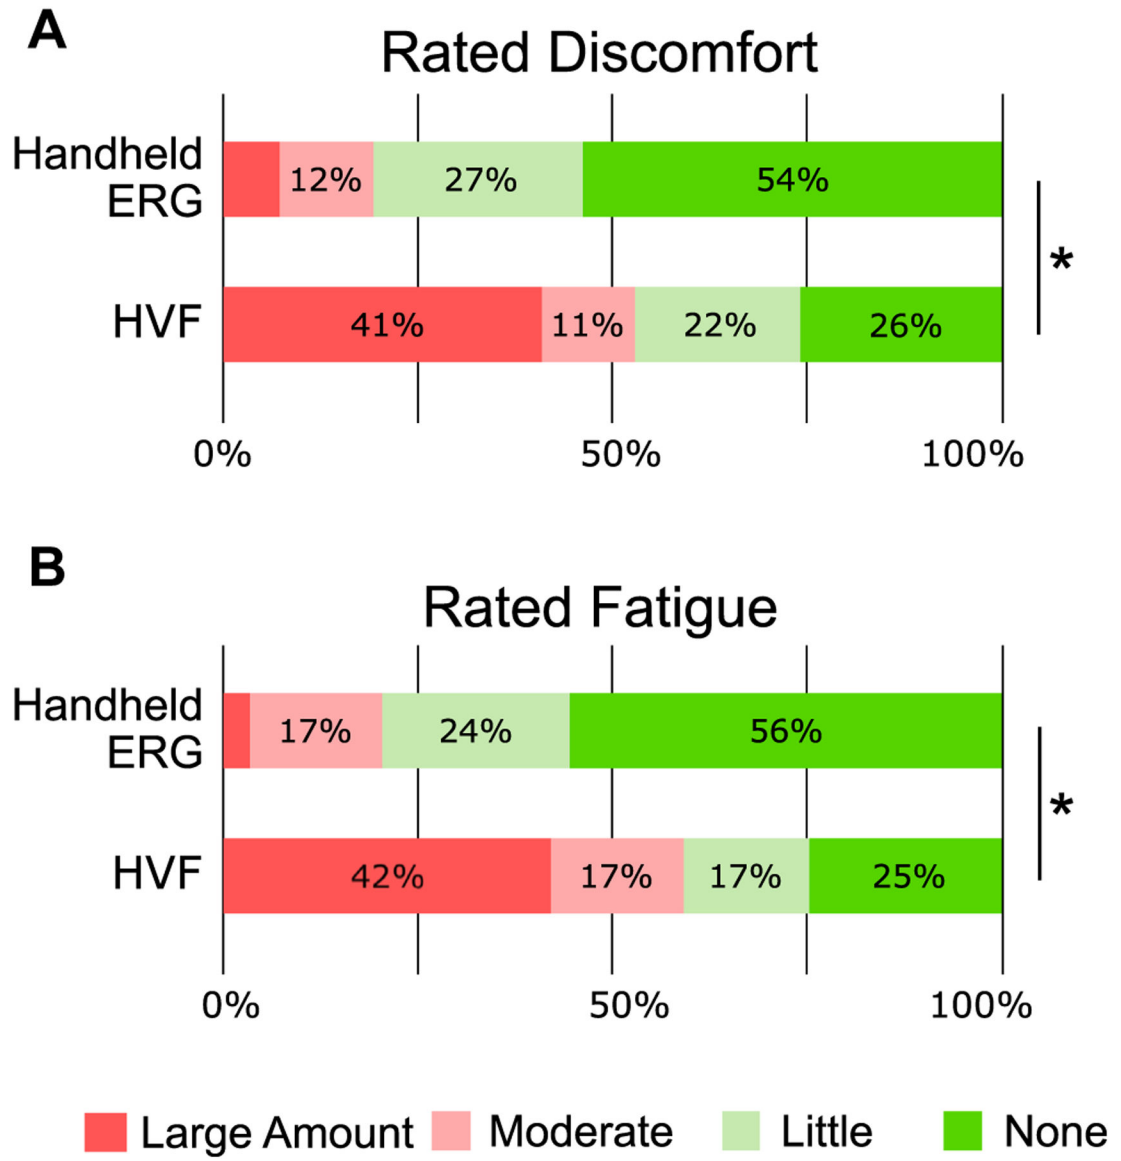 A
Rated Discomfort
Handheld
ERG
12% 27% 54%
*
HVF
41% 11% 22% 26%
0% 50% 100%
B
Rated Fatigue
Handheld
ERG
17% 24% 56%
*
HVF
42% 17% 17% 25%
0% 50% 100%
Large Amount Moderate Little None